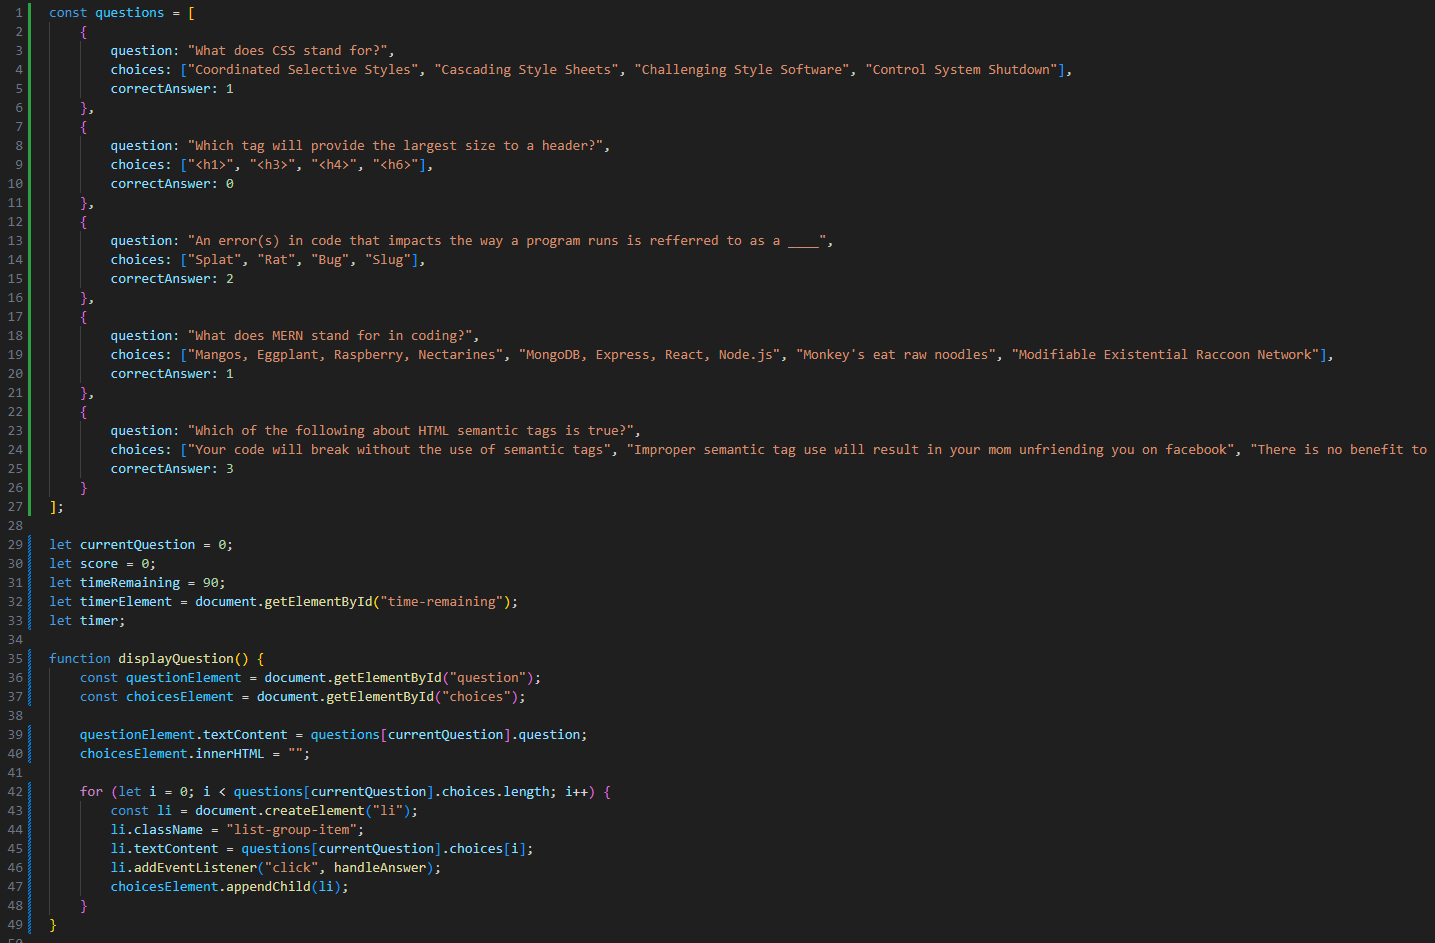 1 const questions = [
2 {
3 question: "What does CSS stand for?",
4 choices: ["Coordinated Selective Styles", "Cascading Style Sheets", "Challenging Style Software", "Control System Shutdown"],
5 correctAnswer: 1
6 },
7 {
8 question: "Which tag will provide the largest size to a header?",
9 choices: ["<h1>", "<h3>", "<h4>", "<h6>"],
10 correctAnswer: 0
11 },
12 {
13 question: "An error(s) in code that impacts the way a program runs is refferred to as a ____",
14 choices: ["Splat", "Rat", "Bug", "Slug"],
15 correctAnswer: 2
16 },
17 {
18 question: "What does MERN stand for in coding?",
19 choices: ["Mangos, Eggplant, Raspberry, Nectarines", "MongoDB, Express, React, Node.js", "Monkey's eat raw noodles", "Modifiable Existential Raccoon Network"],
20 correctAnswer: 1
21 },
22 {
23 question: "Which of the following about HTML semantic tags is true?",
24 choices: ["Your code will break without the use of semantic tags", "Improper semantic tag use will result in your mom unfriending you on facebook", "There is no benefit to
25 correctAnswer: 3
26 }
27 ];
28
29 let currentQuestion = 0;
30 let score = 0;
31 let timeRemaining = 90;
32 let timerElement = document.getElementById("time-remaining");
33 let timer;
34
35 function displayQuestion() {
36 const questionElement = document.getElementById("question");
37 const choicesElement = document.getElementById("choices");
38
39 questionElement.textContent = questions[currentQuestion].question;
40 choicesElement.innerHTML = "";
41
42 for (let i = 0; i < questions[currentQuestion].choices.length; i++) {
43 const li = document.createElement("li");
44 li.className = "list-group-item";
45 li.textContent = questions[currentQuestion].choices[i];
46 li.addEventListener("click", handleAnswer);
47 choicesElement.appendChild(li);
48 }
49 }